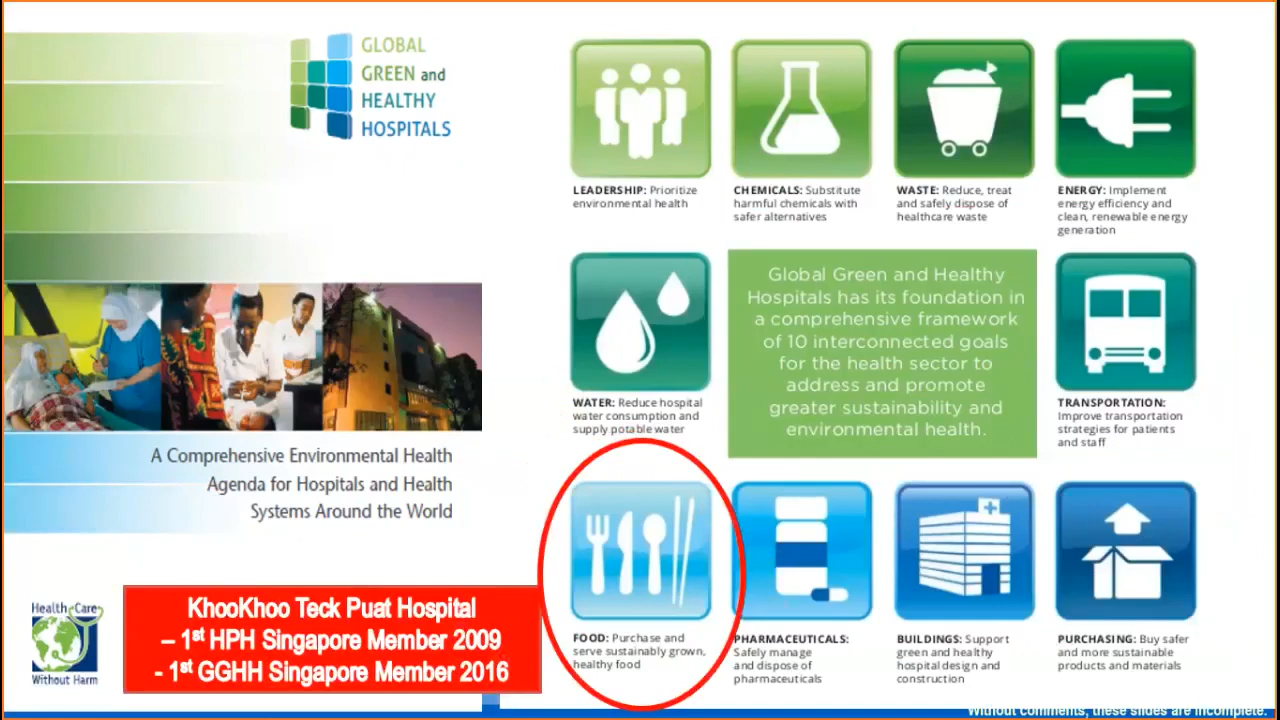 GLOBAL
GREEN and
HEALTHY
HOSPITALS
A Comprehensive Environmental Health
Agenda for Hospitals and Health
Systems Around the World
Health Care
Without Harm
KhooKhoo Teck Puat Hospital
– 1st HPH Singapore Member 2009
- 1st GGHH Singapore Member 2016
LEADERSHIP: Prioritize
environmental health
CHEMICALS: Substitute
harmful chemicals with
safer alternatives
WASTE: Reduce, treat
and safely dispose of
healthcare waste
ENERGY: Implement
energy efficiency and
clean, renewable energy
generation
WATER: Reduce hospital
water consumption and
supply potable water
Global Green and Healthy
Hospitals has its foundation in
a comprehensive framework
of 10 interconnected goals
for the health sector to
address and promote
greater sustainability and
environmental health.
TRANSPORTATION:
Improve transportation
strategies for patients
and staff
FOOD: Purchase and
serve sustainably grown,
healthy food
PHARMACEUTICALS:
Safely manage
and dispose of
pharmaceuticals
BUILDINGS: Support
green and healthy
hospital design and
construction
PURCHASING: Buy safer
and more sustainable
products and materials
Without comments, these slides are incomplete.